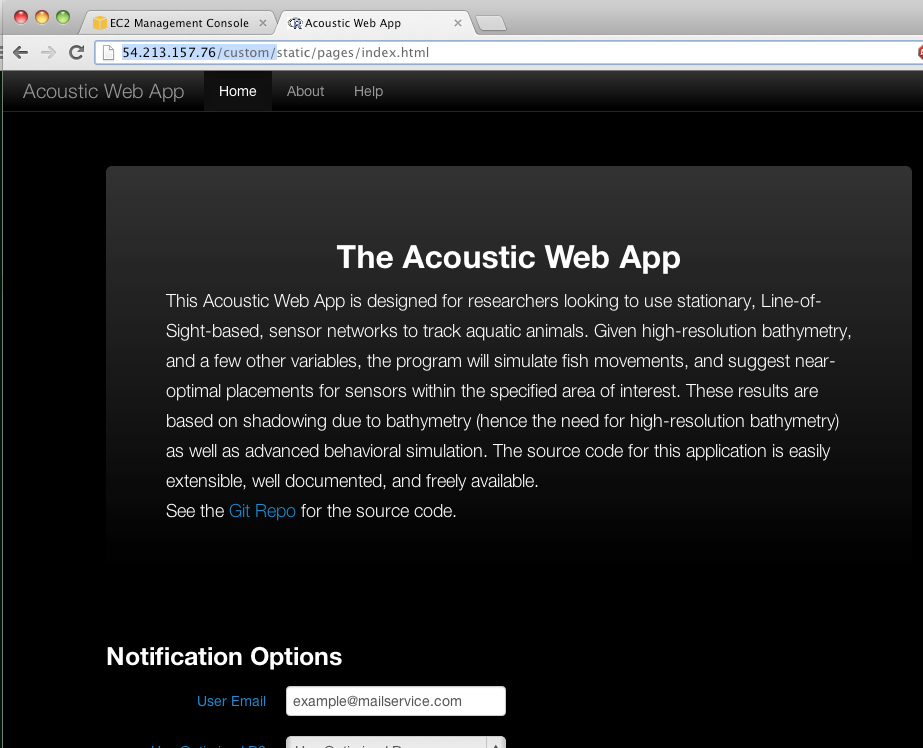 EC2 Management Console
Acoustic Web App
54.213.157.76/custom/static/pages/index.html
Acoustic Web App
Home
About
Help
The Acoustic Web App
This Acoustic Web App is designed for researchers looking to use stationary, Line-of-
Sight-based, sensor networks to track aquatic animals. Given high-resolution bathymetry,
and a few other variables, the program will simulate fish movements, and suggest near-
optimal placements for sensors within the specified area of interest. These results are
based on shadowing due to bathymetry (hence the need for high-resolution bathymetry)
as well as advanced behavioral simulation. The source code for this application is easily
extensible, well documented, and freely available.
See the Git Repo for the source code.
Notification Options
User Email
example@mailservice.com